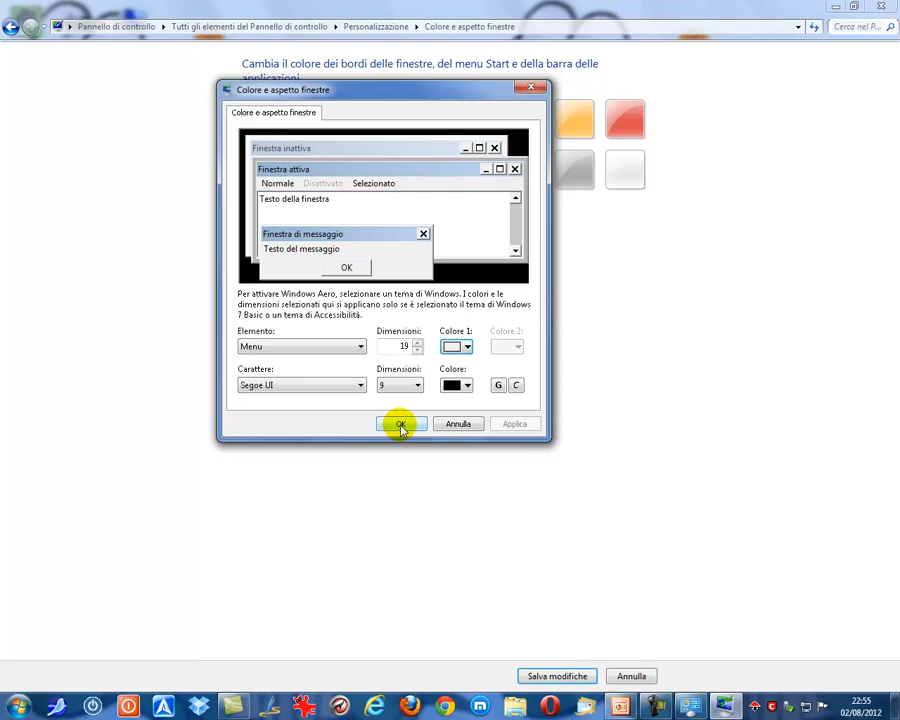 Pannello di controllo ▸ Tutti gli elementi del Pannello di controllo ▸ Personalizzazione ▸ Colore e aspetto finestre
Cerca nel P...
Cambia il colore dei bordi delle finestre, del menu Start e della barra delle
applicazioni
Colore e aspetto finestre
Colore e aspetto finestre
Finestra inattiva
Finestra attiva
Normale Disattivato Selezionato
Testo della finestra
Finestra di messaggio
Testo del messaggio
OK
Per attivare Windows Aero, selezionare un tema di Windows. I colori e le
dimensioni selezionati qui si applicano solo se è selezionato il tema di Windows
7 Basic o un tema di Accessibilità.
Elemento: Dimensioni: Colore 1: Colore 2:
Menu 19
Carattere: Dimensioni: Colore:
Segoe UI 9 G C
OK Annulla Applica
Salva modifiche Annulla
22:55
02/08/2012